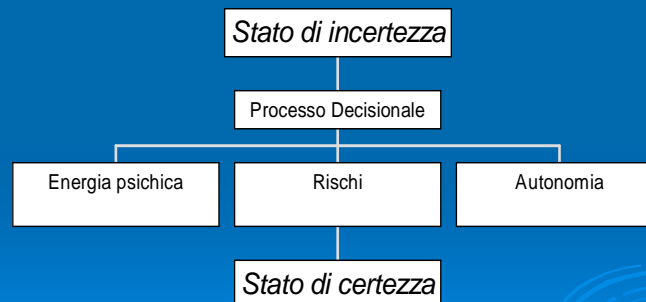 Stato di incertezza
Processo Decisionale
Energia psichica
Rischi
Autonomia
Stato di certezza